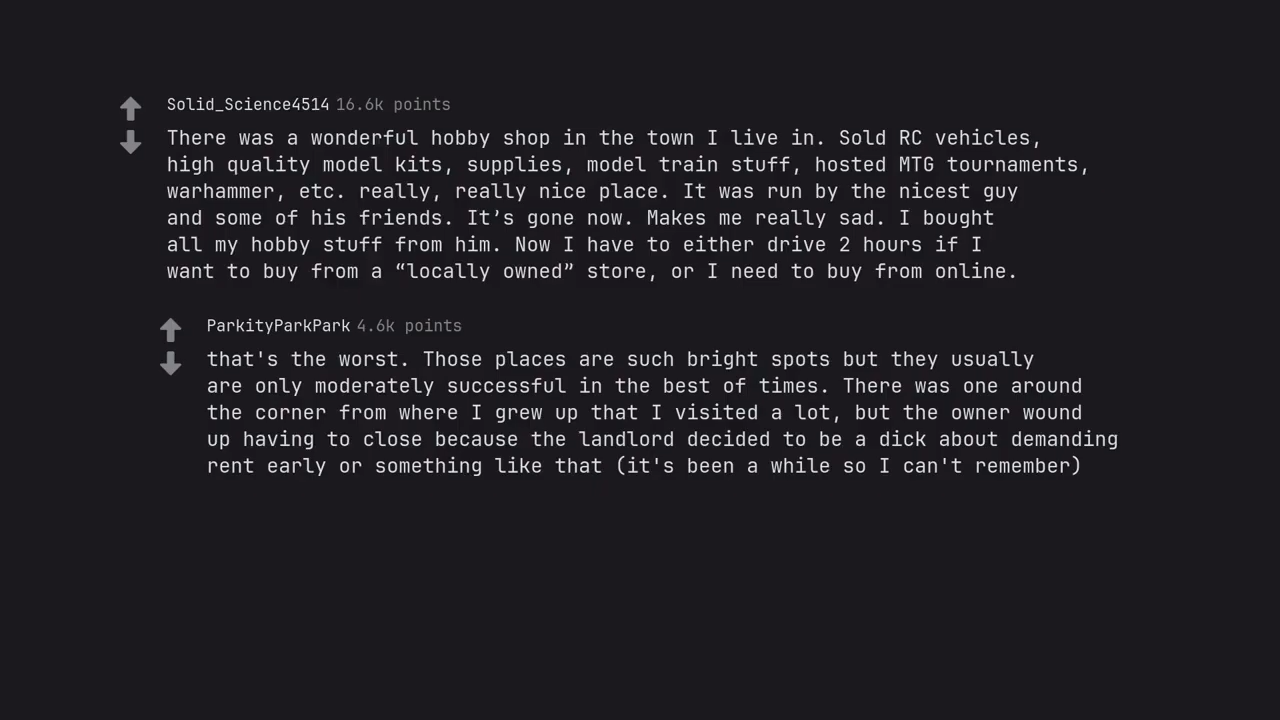 Solid_Science4514 16.6k points
There was a wonderful hobby shop in the town I live in. Sold RC vehicles,
high quality model kits, supplies, model train stuff, hosted MTG tournaments,
warhammer, etc. really, really nice place. It was run by the nicest guy
and some of his friends. It’s gone now. Makes me really sad. I bought
all my hobby stuff from him. Now I have to either drive 2 hours if I
want to buy from a “locally owned” store, or I need to buy from online.
ParkityParkPark 4.6k points
that's the worst. Those places are such bright spots but they usually
are only moderately successful in the best of times. There was one around
the corner from where I grew up that I visited a lot, but the owner wound
up having to close because the landlord decided to be a dick about demanding
rent early or something like that (it's been a while so I can't remember)